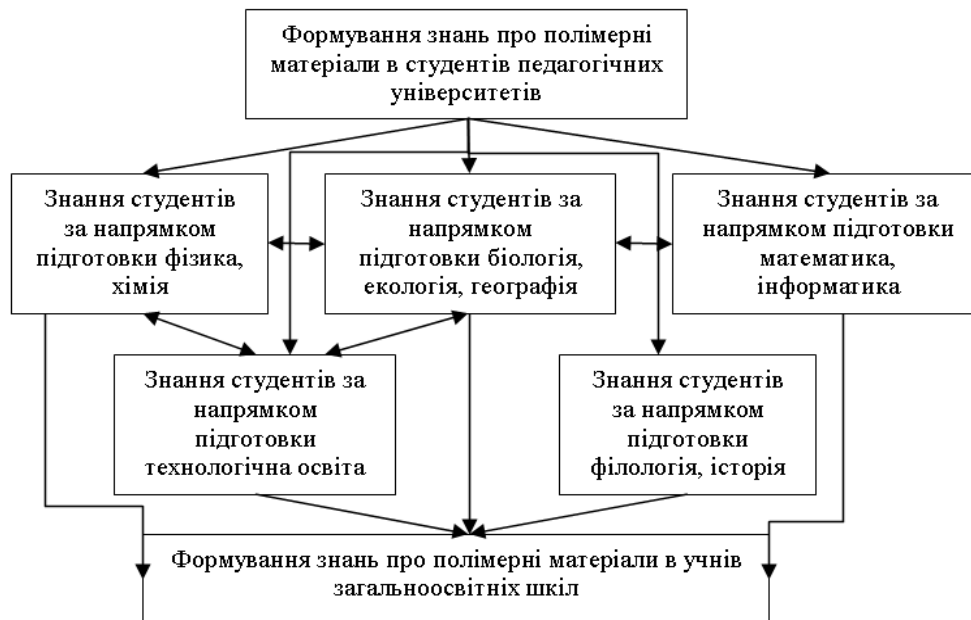 Формування знань про полімерні
матеріали в студентів педагогічних
університетів
Знання студентів
за напрямком
підготовки фізика,
хімія
Знання студентів за
напрямком
підготовки біологія,
екологія, географія
Знання студентів за
напрямком підготовки
математика,
інформатика
Знання студентів за
напрямком
підготовки
технологічна освіта
Знання студентів
за напрямком
підготовки
філологія, історія
Формування знань про полімерні матеріали в учнів
загальноосвітніх шкіл